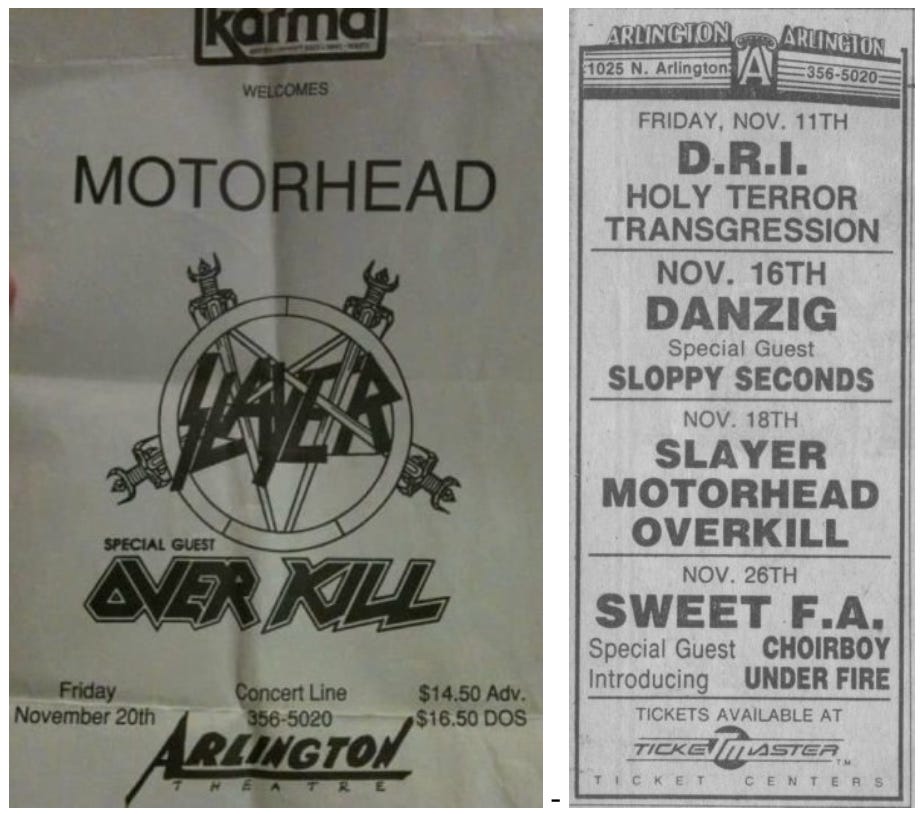 karma
WELCOMES
MOTORHEAD
SLAYER
SPECIAL GUEST
OVER KILL
Friday
November 20th
Concert Line
356-5020
$14.50 Adv.
$16.50 DOS
ARLINGTON
THEATRE
-
ARLINGTON A ARLINGTON
1025 N. Arlington
356-5020
FRIDAY, NOV. 11TH
D.R.I.
HOLY TERROR
TRANSGRESSION
NOV. 16TH
DANZIG
Special Guest
SLOPPY SECONDS
NOV. 18TH
SLAYER
MOTORHEAD
OVERKILL
NOV. 26TH
SWEET F.A.
Special Guest CHOIRBOY
Introducing UNDER FIRE
TICKETS AVAILABLE AT
TICKETMASTER TM
TICKET CENTERS